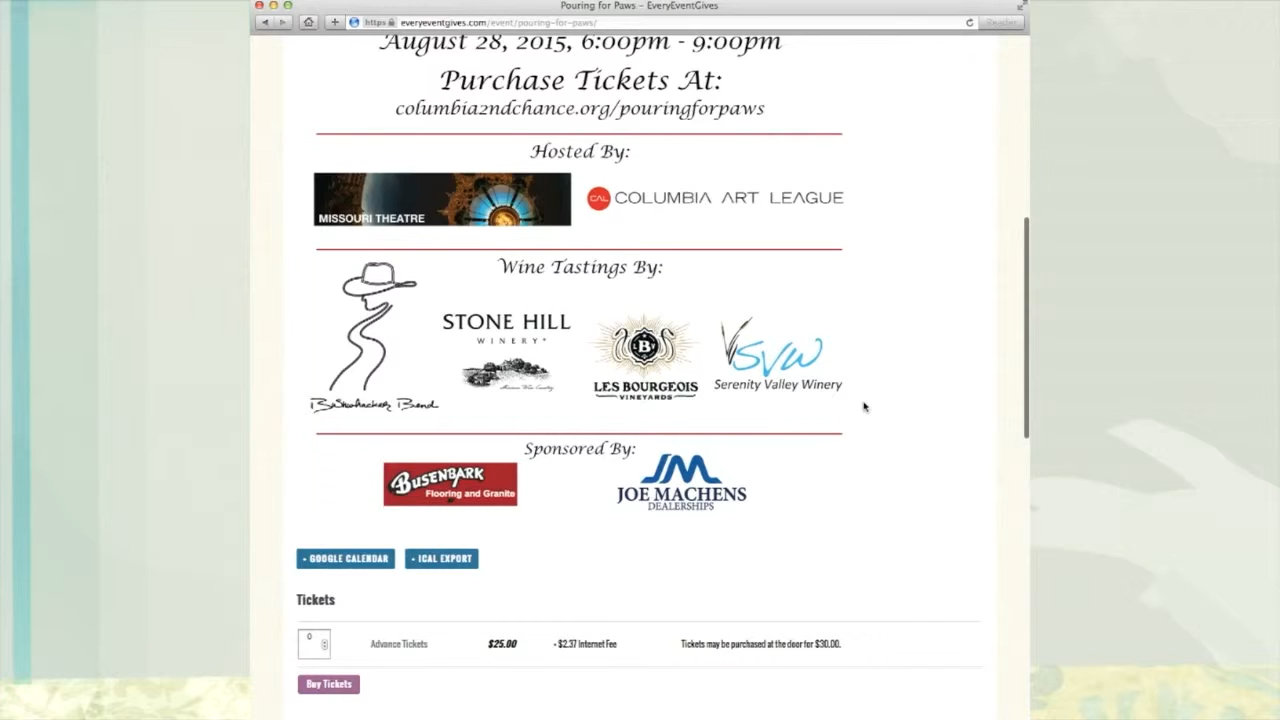 Pouring for Paws – EveryEventGives
https everyeventgives.com/event/pouring-for-paws/
Reader
August 28, 2015, 6:00pm - 9:00pm
Purchase Tickets At:
columbia2ndchance.org/pouringforpaws
Hosted By:
MISSOURI THEATRE
CAL COLUMBIA ART LEAGUE
Wine Tastings By:
STONE HILL
WINERY
LES BOURGEOIS
VINEYARDS
SVW
Serenity Valley Winery
Bend
Sponsored By:
BUSENBARK
Flooring and Granite
JM
JOE MACHENS
DEALERSHIPS
+ GOOGLE CALENDAR + ICAL EXPORT
Tickets
0 Advance Tickets $25.00 + $2.37 Internet Fee Tickets may be purchased at the door for $30.00.
Buy Tickets